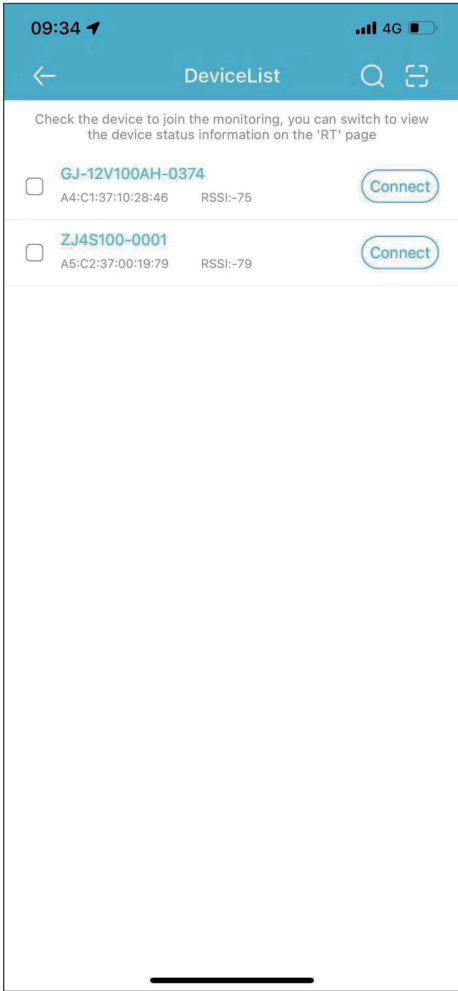 09:34 4G
DeviceList
Check the device to join the monitoring, you can switch to view
the device status information on the 'RT' page
GJ-12V100AH-0374
A4:C1:37:10:28:46 RSSI:-75
Connect
ZJ4S100-0001
A5:C2:37:00:19:79 RSSI:-79
Connect